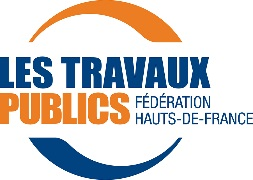 LES TRAVAUX
PUBLICS FÉDÉRATION
HAUTS-DE-FRANCE